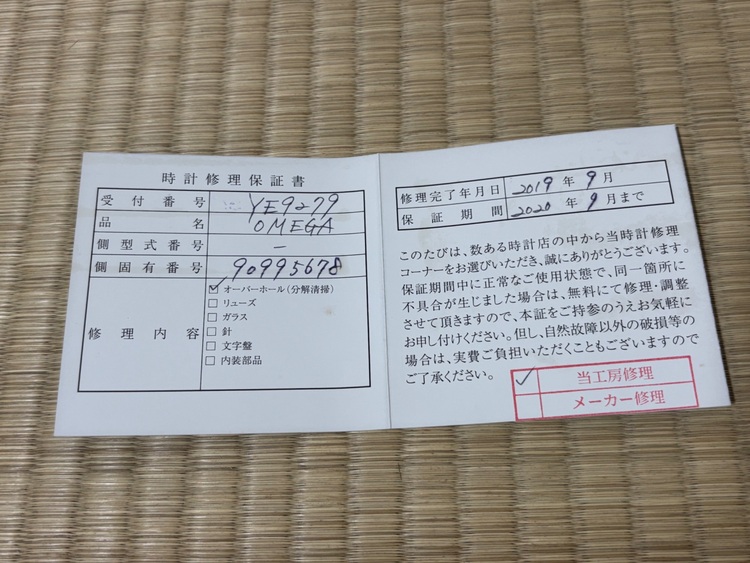 時計修理保証書
受付番号 YE9279
品名 OMEGA
側型式番号 —
側固有番号 90995678
修理内容
☑ オーバーホール(分解清掃)
□ リューズ
□ ガラス
□ 針
□ 文字盤
□ 内装部品
修理完了年月日 2019年9月
保証期間 2020年9月まで
このたびは、数ある時計店の中から当時計修理
コーナーをお選びいただき、誠にありがとうございます。
保証期間中に正常なご使用状態で、同一箇所に
不具合が生じました場合は、無料にて修理・調整
させて頂きますので、本証をご持参のうえお気軽に
お申し付けください。但し、自然故障以外の破損等の
場合は、実費ご負担いただくこともございますので
ご了承ください。
✓ 当工房修理
メーカー修理